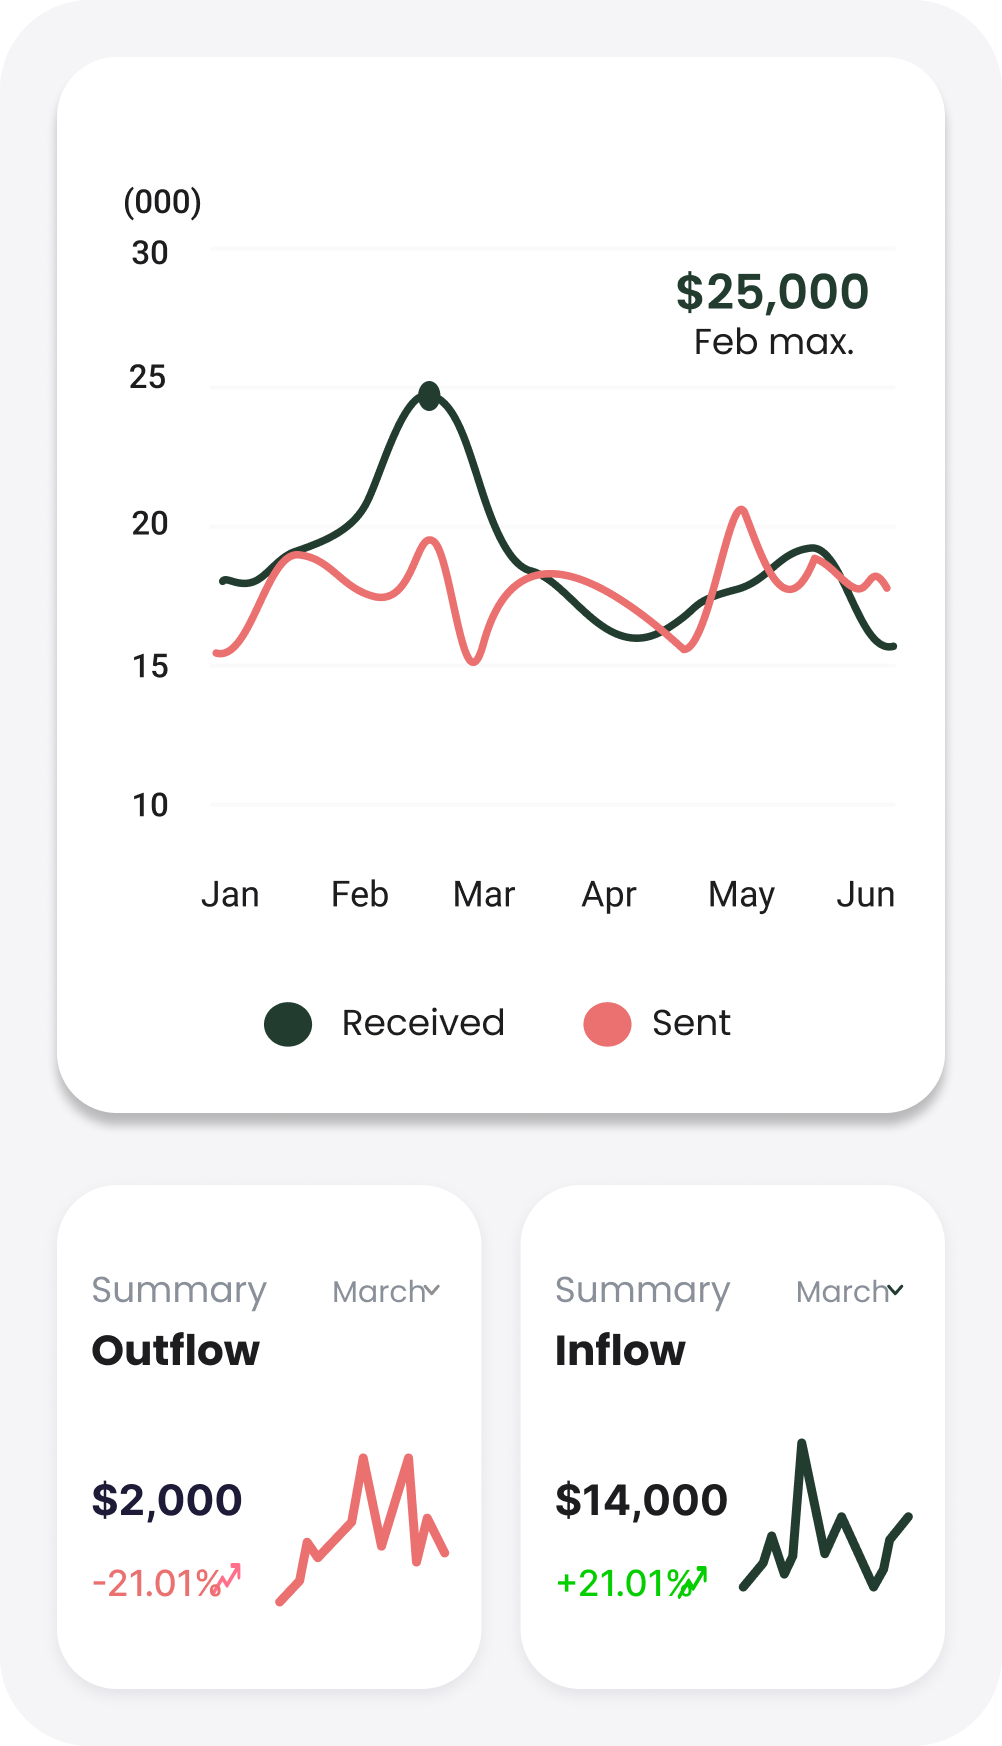 (000)
30
$25,000
Feb max.
25
20
15
10
Jan Feb Mar Apr May Jun
Received Sent
Summary March
Outflow
$2,000
-21.01%
Summary March
Inflow
$14,000
+21.01%